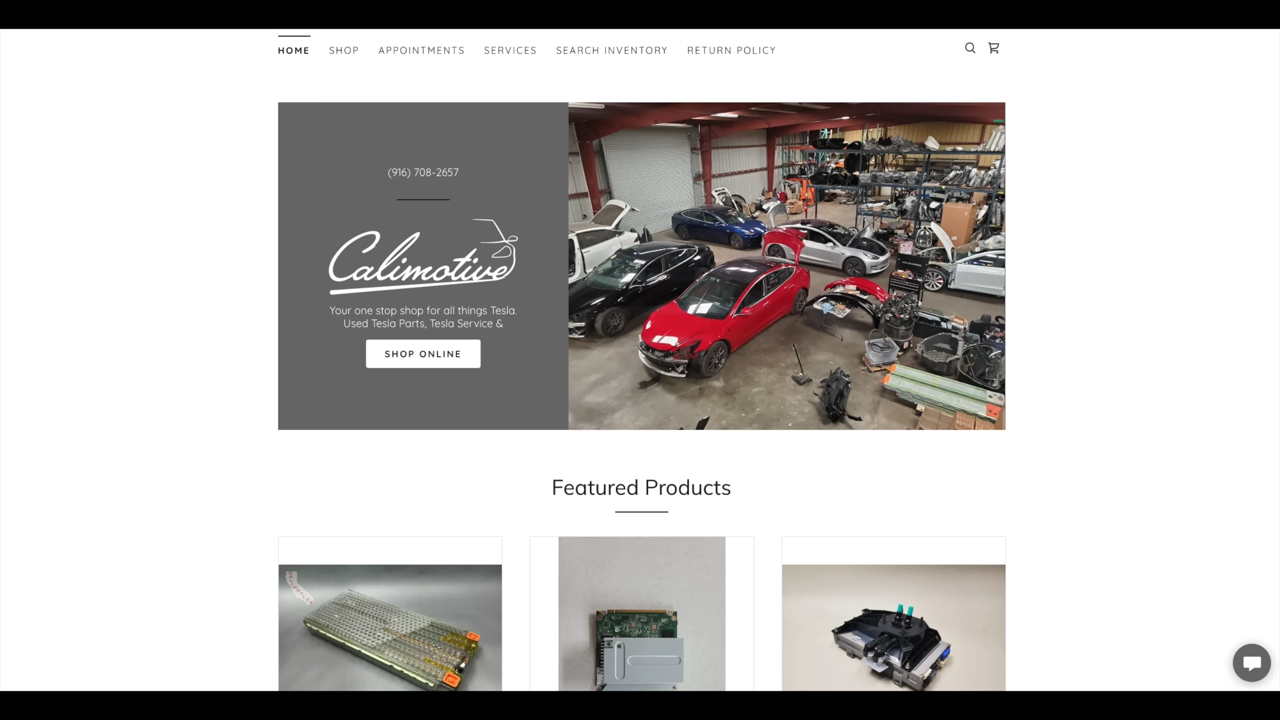 HOME SHOP APPOINTMENTS SERVICES SEARCH INVENTORY RETURN POLICY
(916) 708-2657
Calimotive
Your one stop shop for all things Tesla.
Used Tesla Parts, Tesla Service &
SHOP ONLINE
Featured Products